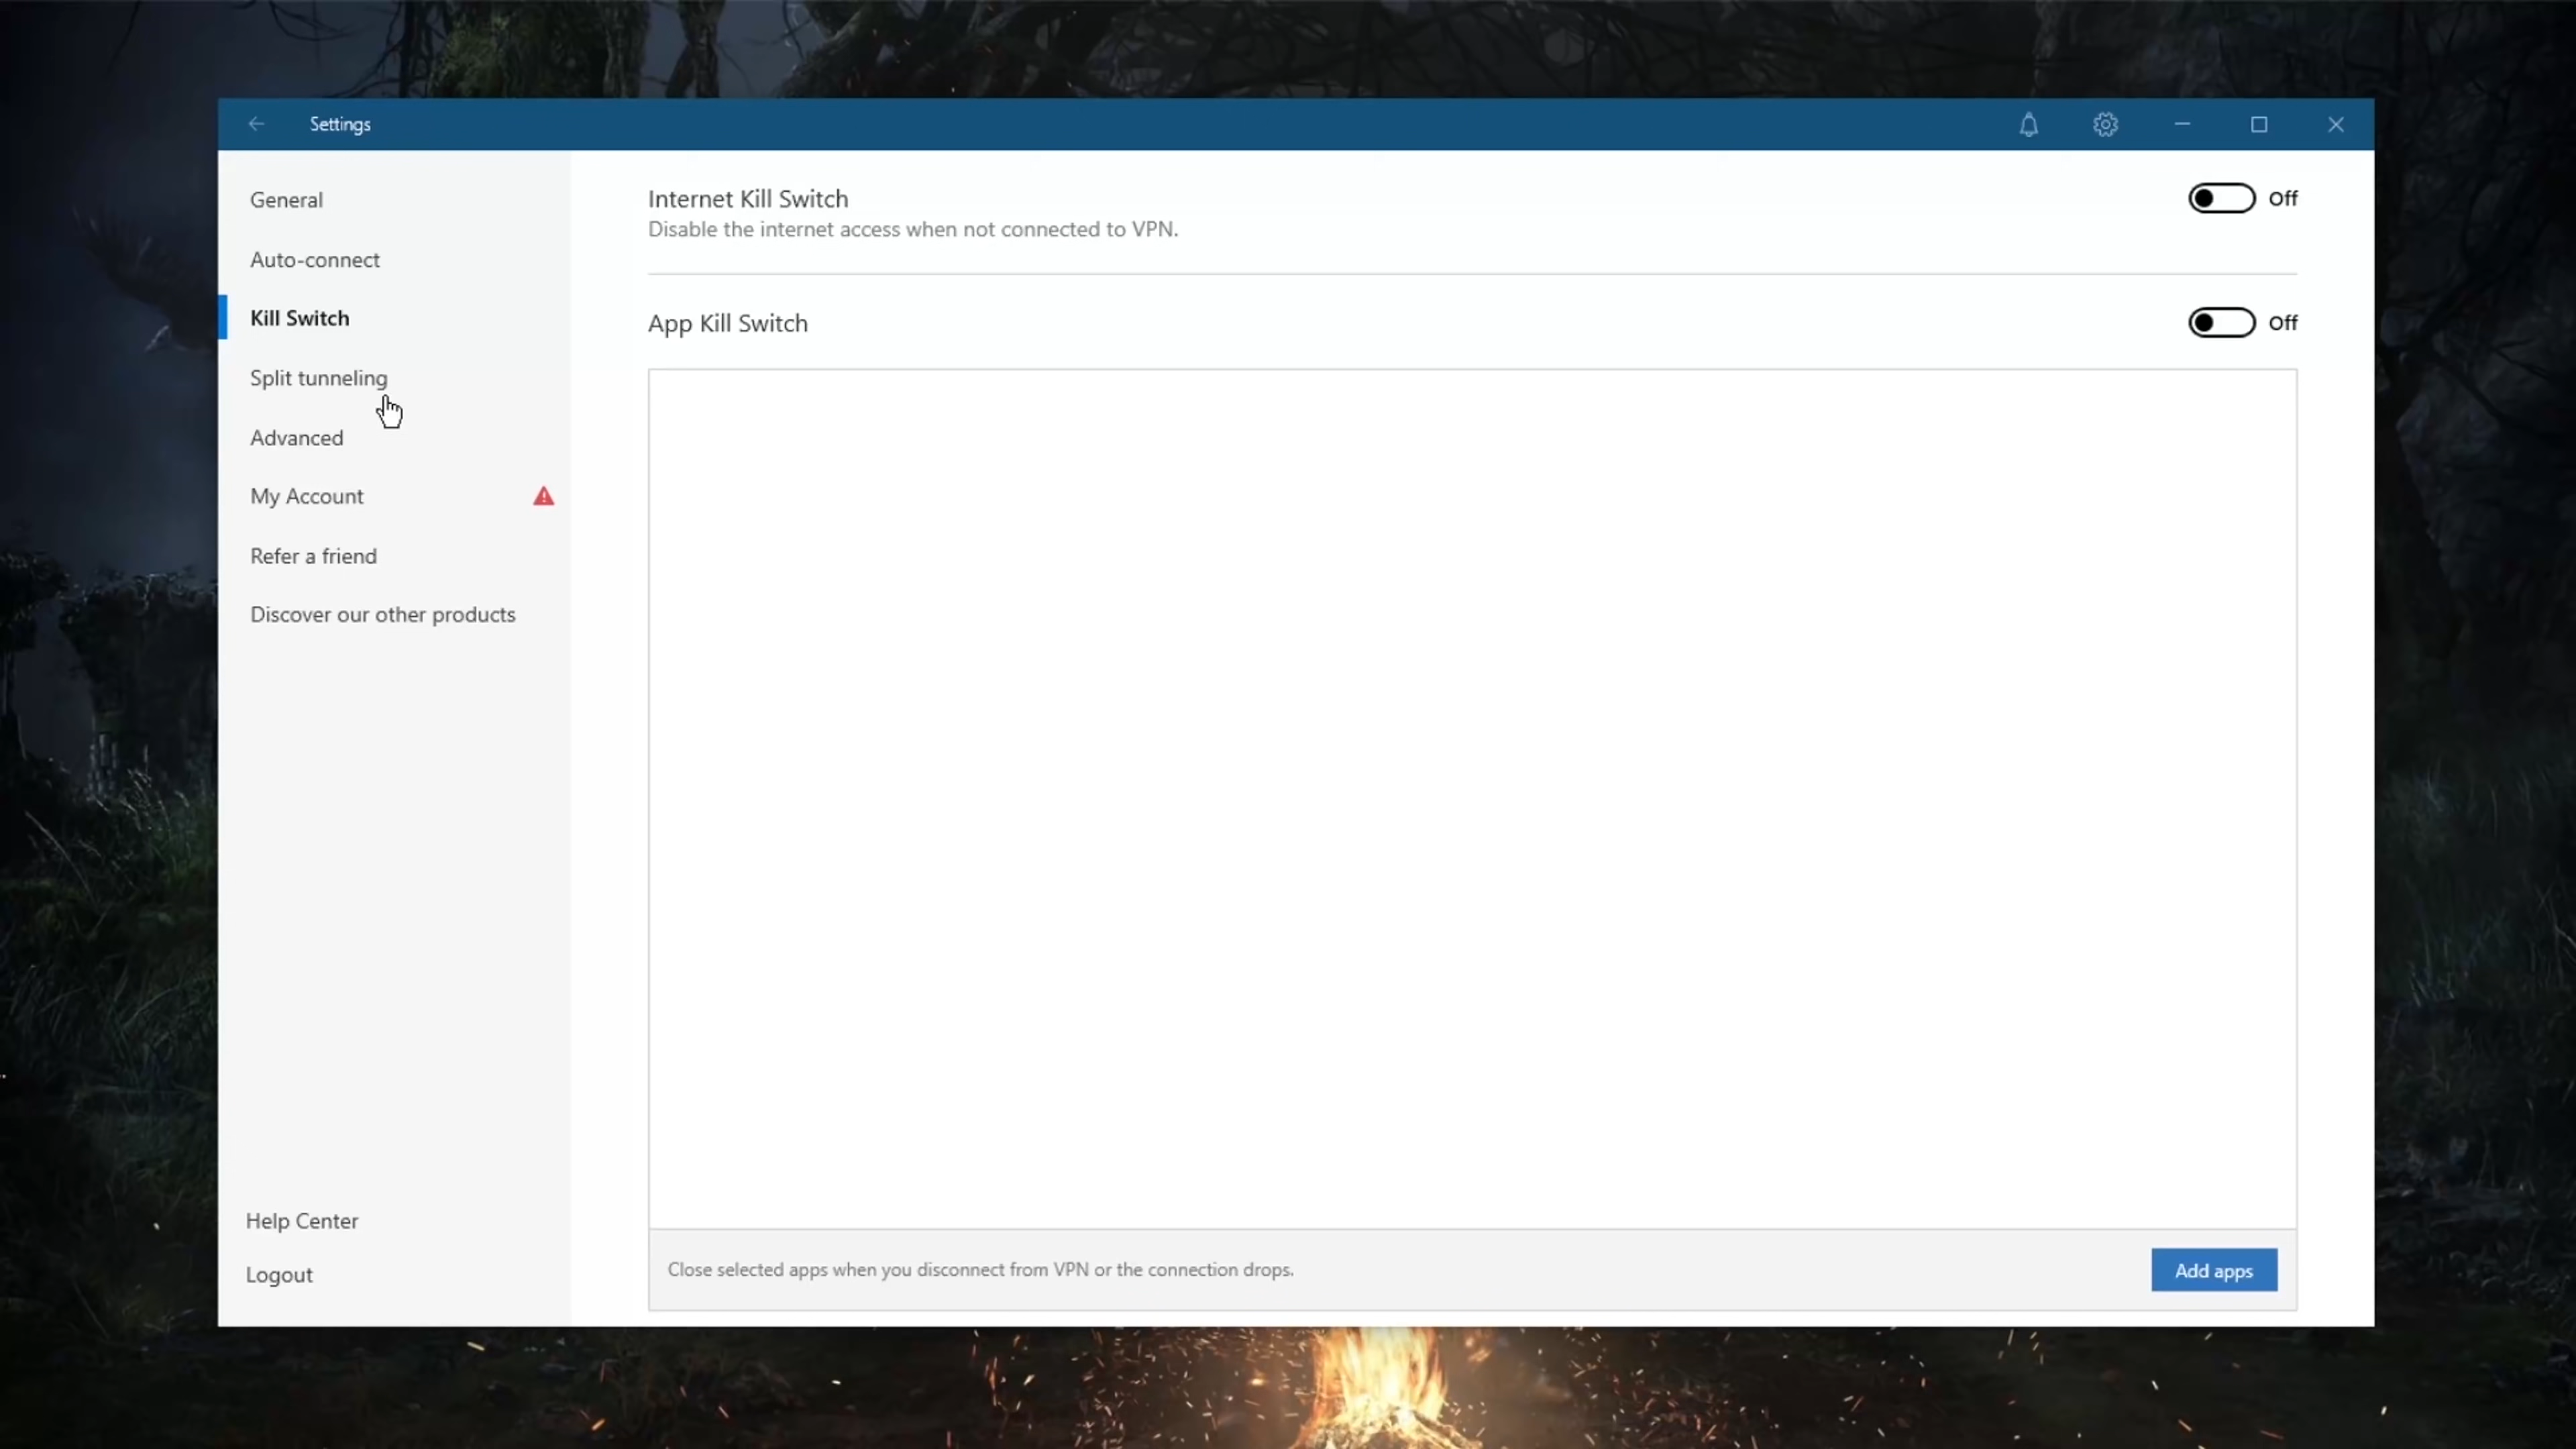 Settings
General
Auto-connect
Kill Switch
Split tunneling
Advanced
My Account
Refer a friend
Discover our other products
Help Center
Logout
Internet Kill Switch
Off
Disable the internet access when not connected to VPN.
App Kill Switch
Off
Close selected apps when you disconnect from VPN or the connection drops.
Add apps